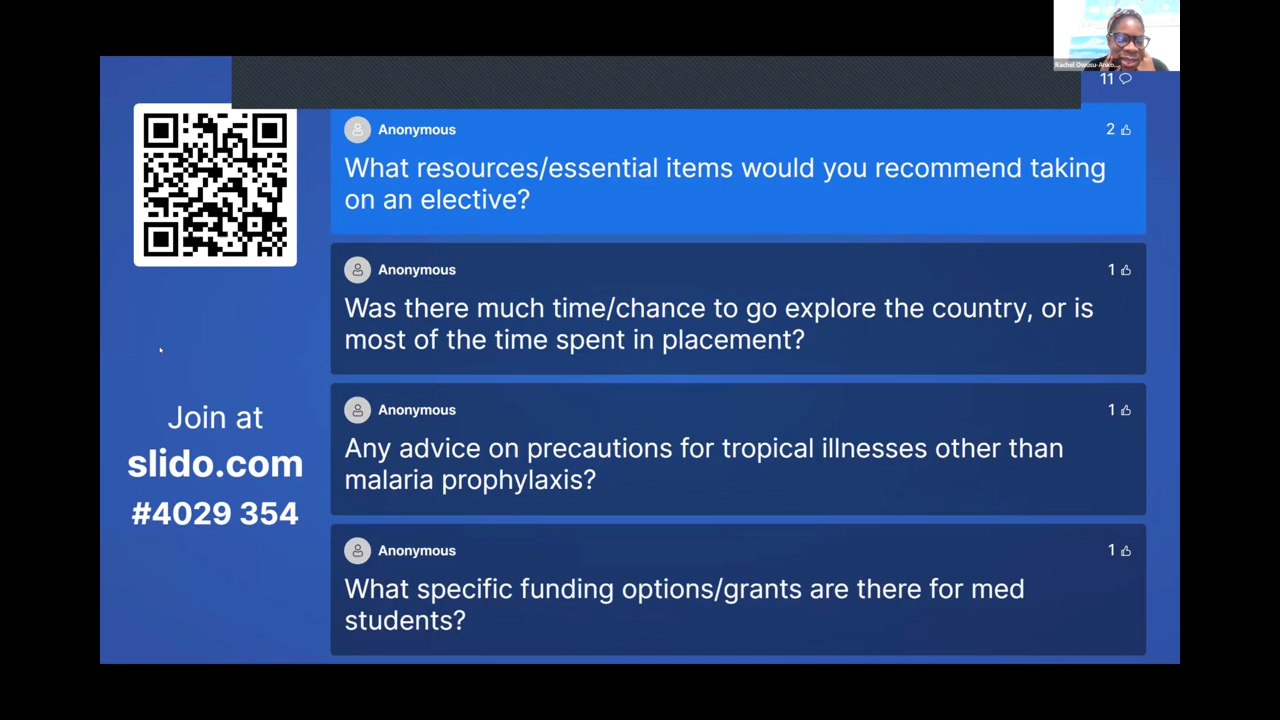 Rachel Owusu-Anko...
11
Anonymous
2
What resources/essential items would you recommend taking
on an elective?
Anonymous
1
Was there much time/chance to go explore the country, or is
most of the time spent in placement?
Anonymous
1
Any advice on precautions for tropical illnesses other than
malaria prophylaxis?
Anonymous
1
What specific funding options/grants are there for med
students?
Join at
slido.com
#4029 354